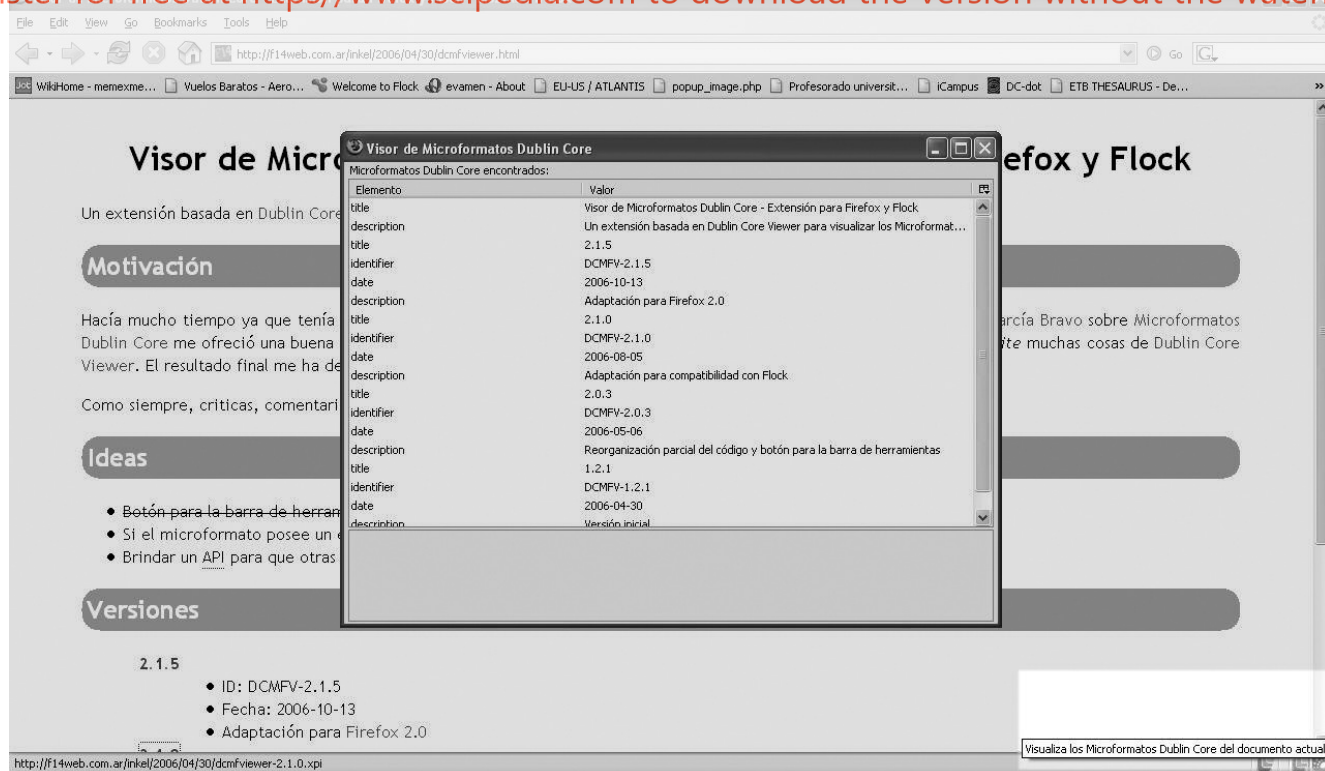 ster for free at https//www.scipedia.com to download the version without the water
File Edit View Go Bookmarks Tools Help
http://f14web.com.ar/inkel/2006/04/30/dcmfviewer.html Go
WikiHome - memexme... Vuelos Baratos - Aero... Welcome to Flock evamen - About EU-US / ATLANTIS popup_image.php Profesorado universit... iCampus DC-dot ETB THESAURUS - De... »
Visor de Micro efox y Flock
Un extensión basada en Dublin Core
Motivación
Hacía mucho tiempo ya que tenía arcía Bravo sobre Microformatos
Dublin Core me ofreció una buena ite muchas cosas de Dublin Core
Viewer. El resultado final me ha de
Como siempre, criticas, comentari
Ideas
Botón para la barra de herram
Si el microformato posee un
Brindar un API para que otras
Versiones
2.1.5
ID: DCMFV-2.1.5
Fecha: 2006-10-13
Adaptación para Firefox 2.0
Visor de Microformatos Dublin Core
Microformatos Dublin Core encontrados:
Elemento Valor
title Visor de Microformatos Dublin Core - Extensión para Firefox y Flock
description Un extensión basada en Dublin Core Viewer para visualizar los Microformat...
title 2.1.5
identifier DCMFV-2.1.5
date 2006-10-13
description Adaptación para Firefox 2.0
title 2.1.0
identifier DCMFV-2.1.0
date 2006-08-05
description Adaptación para compatibilidad con Flock
title 2.0.3
identifier DCMFV-2.0.3
date 2006-05-06
description Reorganización parcial del código y botón para la barra de herramientas
title 1.2.1
identifier DCMFV-1.2.1
date 2006-04-30
description Versión inicial
Visualiza los Microformatos Dublin Core del documento actual
http://f14web.com.ar/inkel/2006/04/30/dcmfviewer-2.1.0.xpi